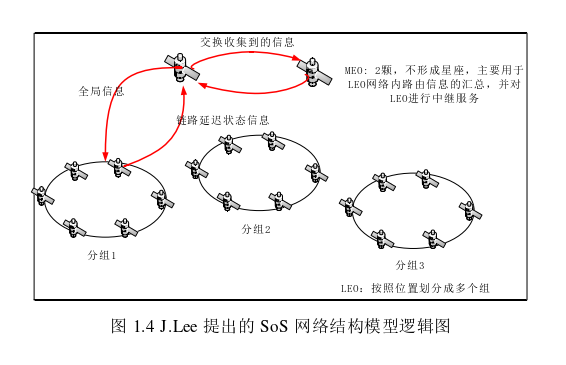 交换收集到的信息
MEO: 2颗, 不形成星座, 主要用于
LEO网络内路由信息的汇总, 并对
LEO进行中继服务
全局信息
链路延迟状态信息
分组1
分组2
分组3
LEO: 按照位置划分成多个组
图 1.4 J.Lee 提出的 SoS 网络结构模型逻辑图